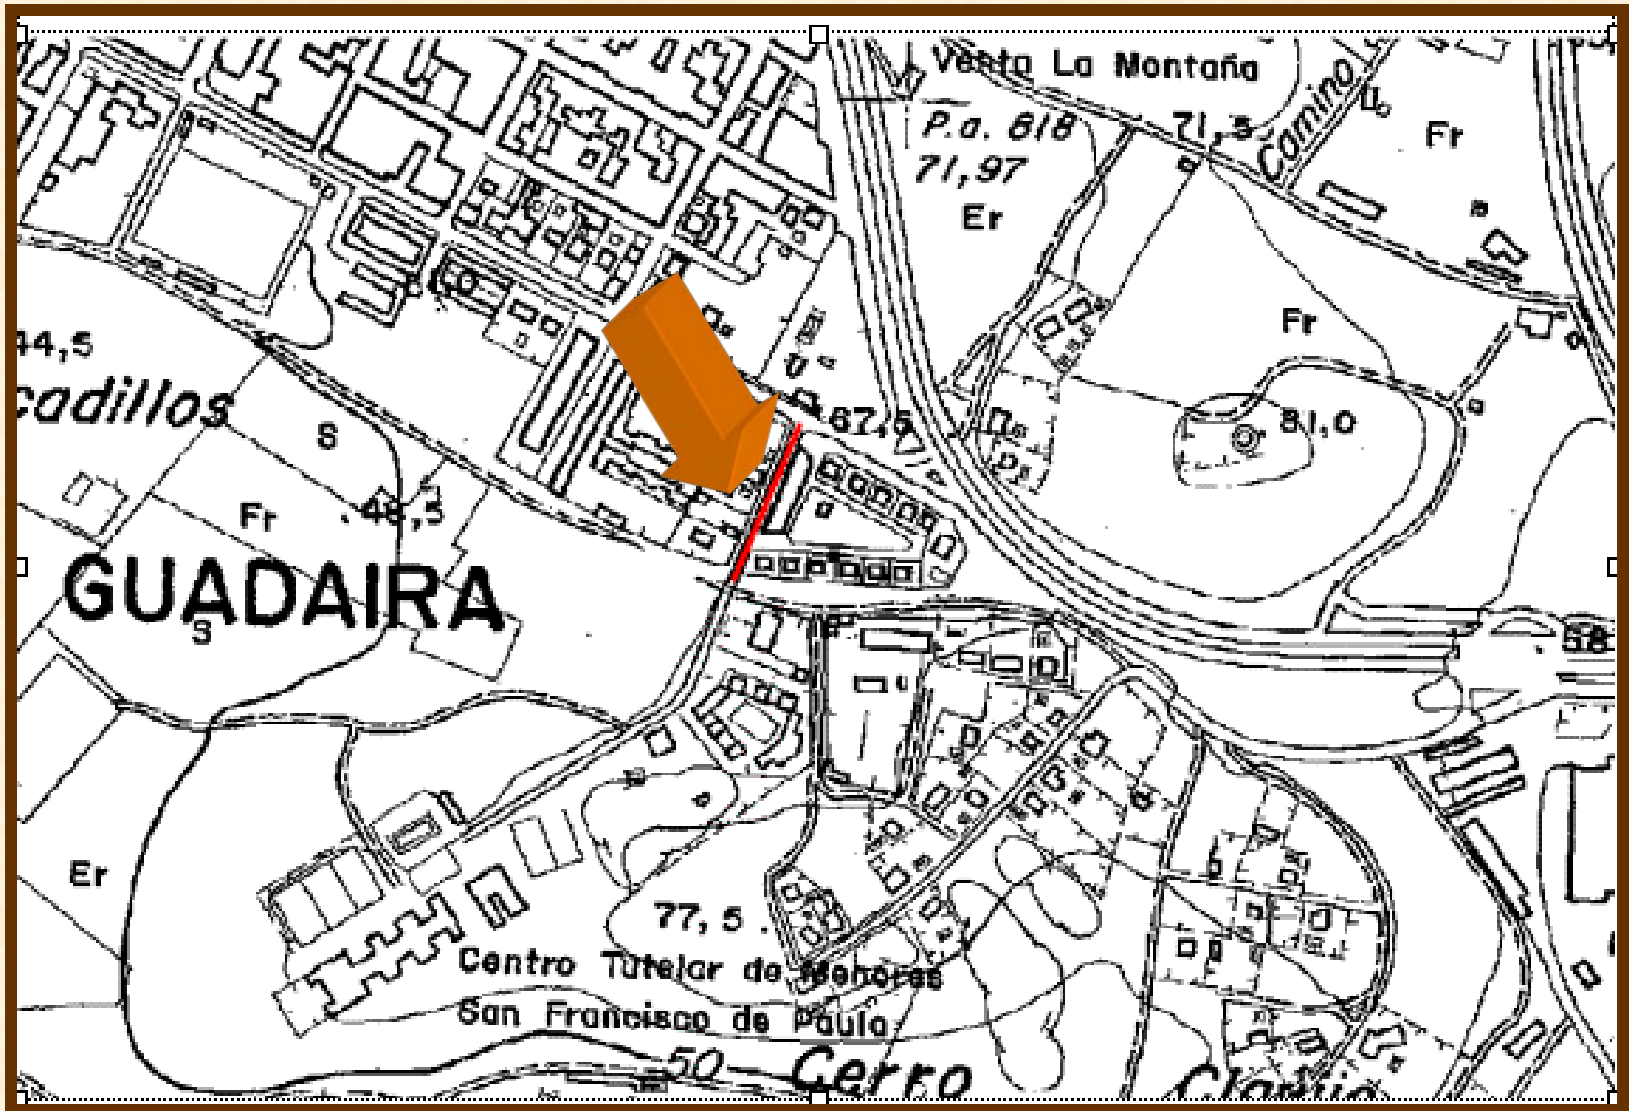 Venta La Montaña
Camino
P.a. 618
71,5
Fr
71,97
Er
Fr
44,5
cadillos
67,5
81,0
S
Fr
48,5
GUADAIRA
S
58
Er
77,5
Centro Tutelar de Menores
San Francisco de Paula
50
Cerro